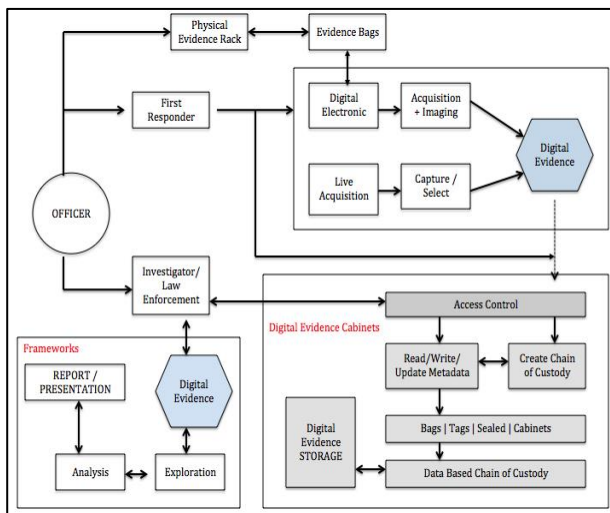 Physical
Evidence Rack
Evidence Bags
First
Responder
Digital
Electronic
Acquisition
+ Imaging
Digital
Evidence
Live
Acquisition
Capture /
Select
OFFICER
Investigator/
Law
Enforcement
Frameworks
REPORT /
PRESENTATION
Digital
Evidence
Analysis
Exploration
Digital Evidence Cabinets
Access Control
Read/Write/
Update Metadata
Create Chain
of Custody
Bags | Tags | Sealed | Cabinets
Digital
Evidence
STORAGE
Data Based Chain of Custody